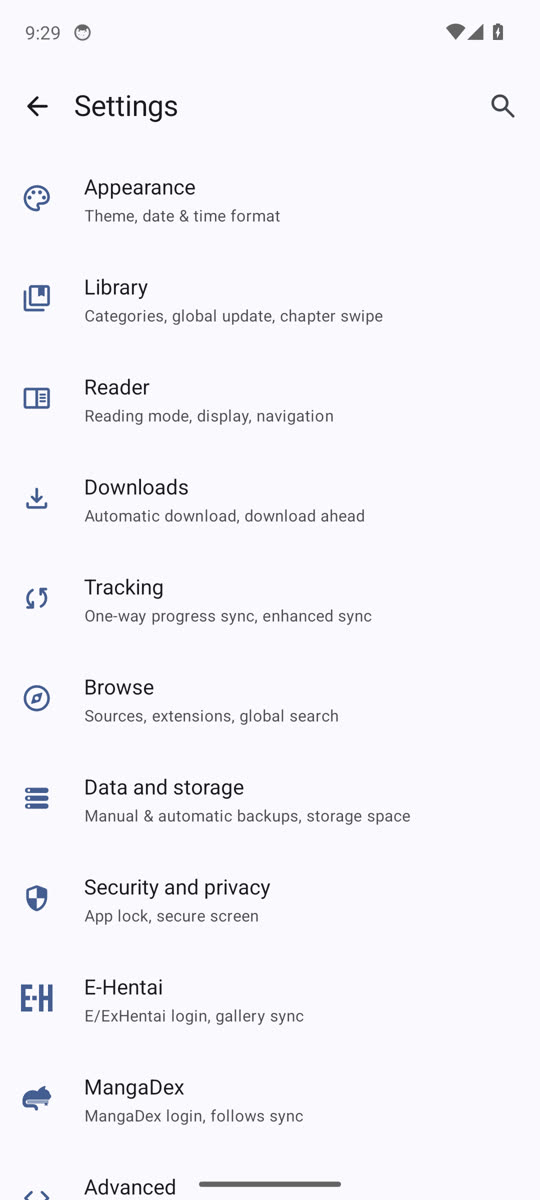 9:29
Settings
Appearance
Theme, date & time format
Library
Categories, global update, chapter swipe
Reader
Reading mode, display, navigation
Downloads
Automatic download, download ahead
Tracking
One-way progress sync, enhanced sync
Browse
Sources, extensions, global search
Data and storage
Manual & automatic backups, storage space
Security and privacy
App lock, secure screen
E-H
E-Hentai
E/ExHentai login, gallery sync
MangaDex
MangaDex login, follows sync
Advanced